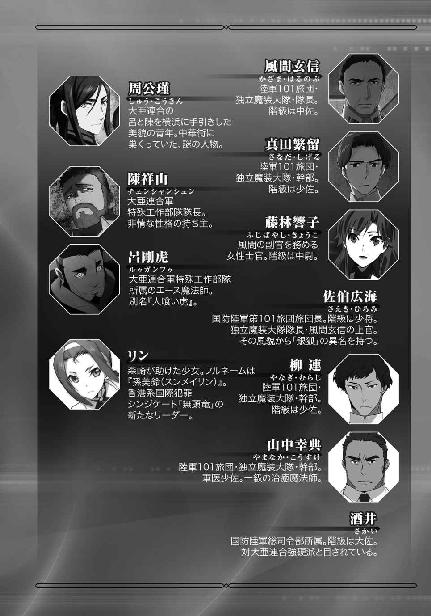 周公瑾
しゅう・こうきん
大亜連合の
呂と陳を横浜に手引きした
美貌の青年。中華街に
巣くっていた、謎の人物。
陳祥山
チェンシャンシェン
大亜連合軍
特殊工作部隊隊長。
非情な性格の持ち主。
呂剛虎
ルゥガンフゥ
大亜連合軍特殊工作部隊
所属のエース魔法師。
別名『人喰い虎』。
リン
森崎が助けた少女。フルネームは
『孫美鈴(スンメイリン)』。
香港系国際犯罪
シンジケート『無頭竜』の
新たなリーダー。
風間玄信
かざま・はるのぶ
陸軍101旅団・
独立魔装大隊・隊長。
階級は中佐。
真田繁留
さなだ・しげる
陸軍101旅団・
独立魔装大隊・幹部。
階級は少佐。
藤林響子
ふじばやし・きょうこ
風間の副官を務める
女性士官。階級は中尉。
佐伯広海
さえき・ひろみ
国防陸軍第101旅団旅団長。階級は少将。
独立魔装大隊隊長・風間玄信の上官。
その風貌から『銀狐』の異名を持つ。
柳 連
やなぎ・むらじ
陸軍101旅団・
独立魔装大隊・幹部。
階級は少佐。
山中幸典
やまなか・こうすけ
陸軍101旅団・独立魔装大隊・幹部。
軍医少佐。一級の治癒魔法師。
酒井
さかい
国防陸軍総司令部所属。階級は大佐。
対大亜連合強硬派と目されている。